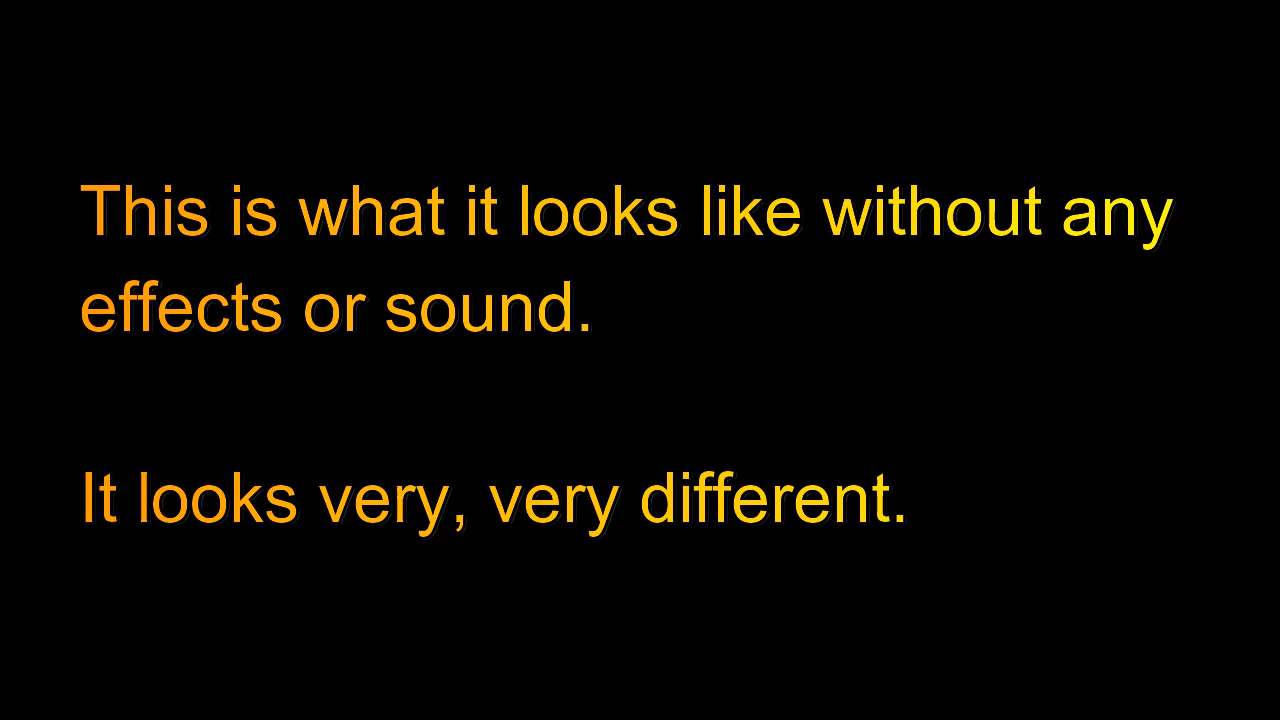 This is what it looks like without any
effects or sound.
It looks very, very different.